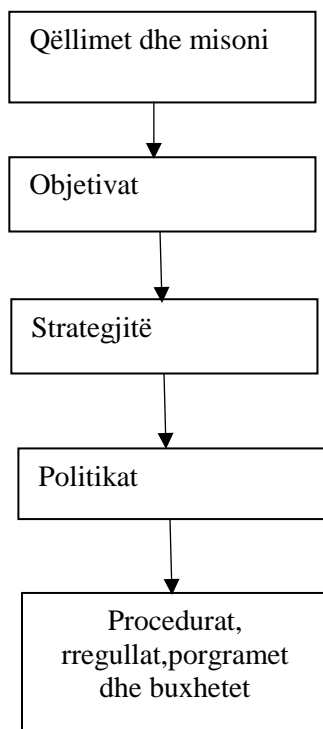 Qëllimet dhe misoni
Objetivat
Strategjitë
Politikat
Procedurat,
rregullat,porgramet
dhe buxhetet